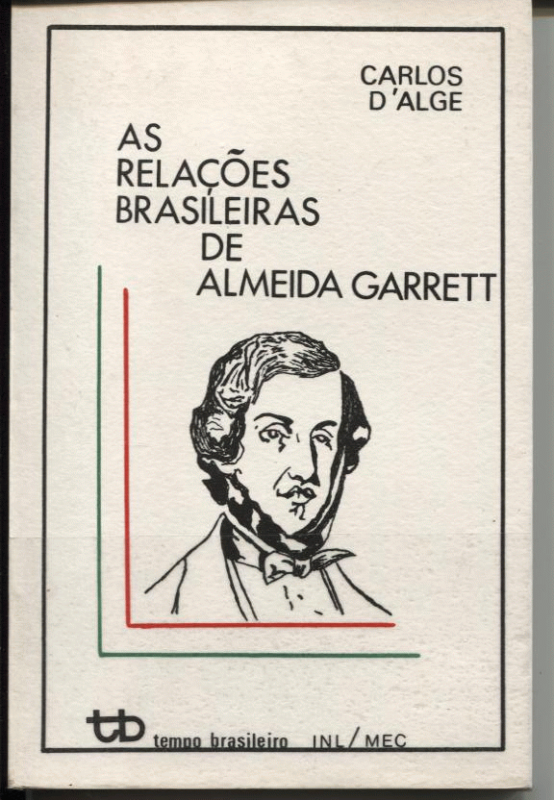 CARLOS
D'ALGE
AS
RELAÇÕES
BRASILEIRAS
DE
ALMEIDA GARRETT
tb tempo brasileiro INL/MEC